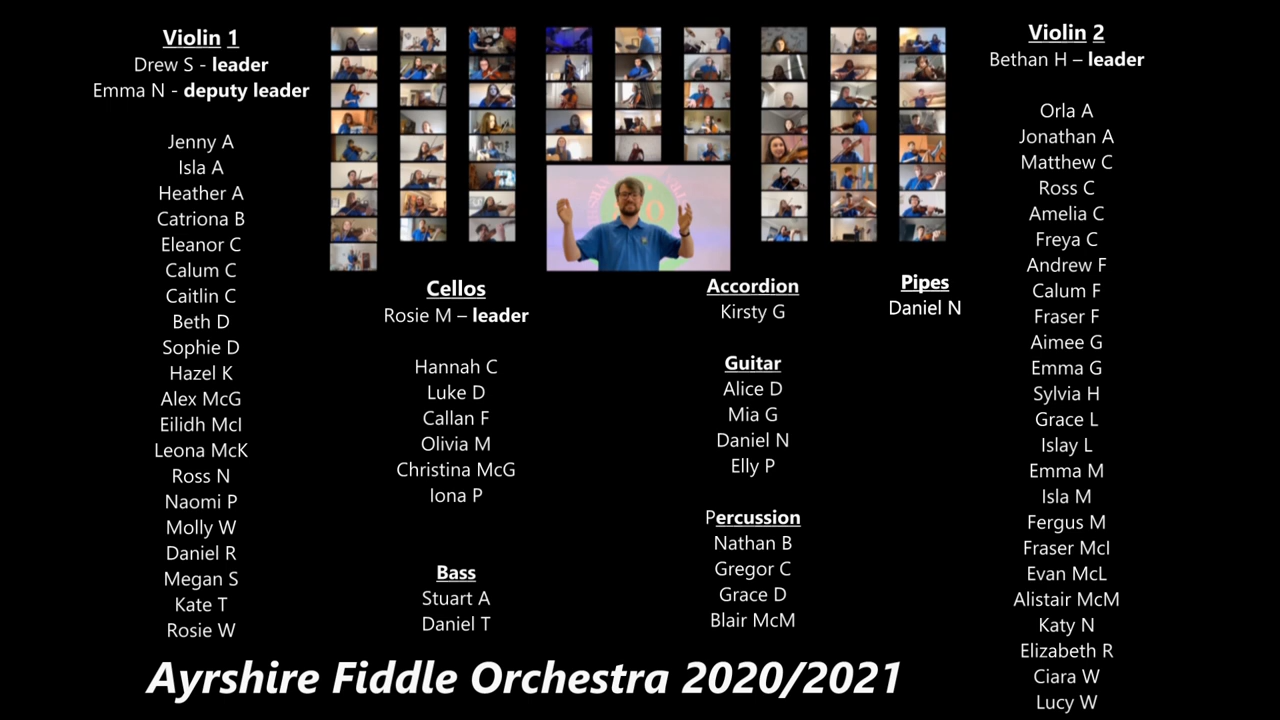 Violin 1
Drew S - leader
Emma N - deputy leader
Jenny A
Isla A
Heather A
Catriona B
Eleanor C
Calum C
Caitlin C
Beth D
Sophie D
Hazel K
Alex McG
Eilidh McI
Leona McK
Ross N
Naomi P
Molly W
Daniel R
Megan S
Kate T
Rosie W
Cellos
Rosie M – leader
Hannah C
Luke D
Callan F
Olivia M
Christina McG
Iona P
Bass
Stuart A
Daniel T
Accordion
Kirsty G
Guitar
Alice D
Mia G
Daniel N
Elly P
Percussion
Nathan B
Gregor C
Grace D
Blair McM
Pipes
Daniel N
Violin 2
Bethan H – leader
Orla A
Jonathan A
Matthew C
Ross C
Amelia C
Freya C
Andrew F
Calum F
Fraser F
Aimee G
Emma G
Sylvia H
Grace L
Islay L
Emma M
Isla M
Fergus M
Fraser McI
Evan McL
Alistair McM
Katy N
Elizabeth R
Ciara W
Lucy W
Ayrshire Fiddle Orchestra 2020/2021